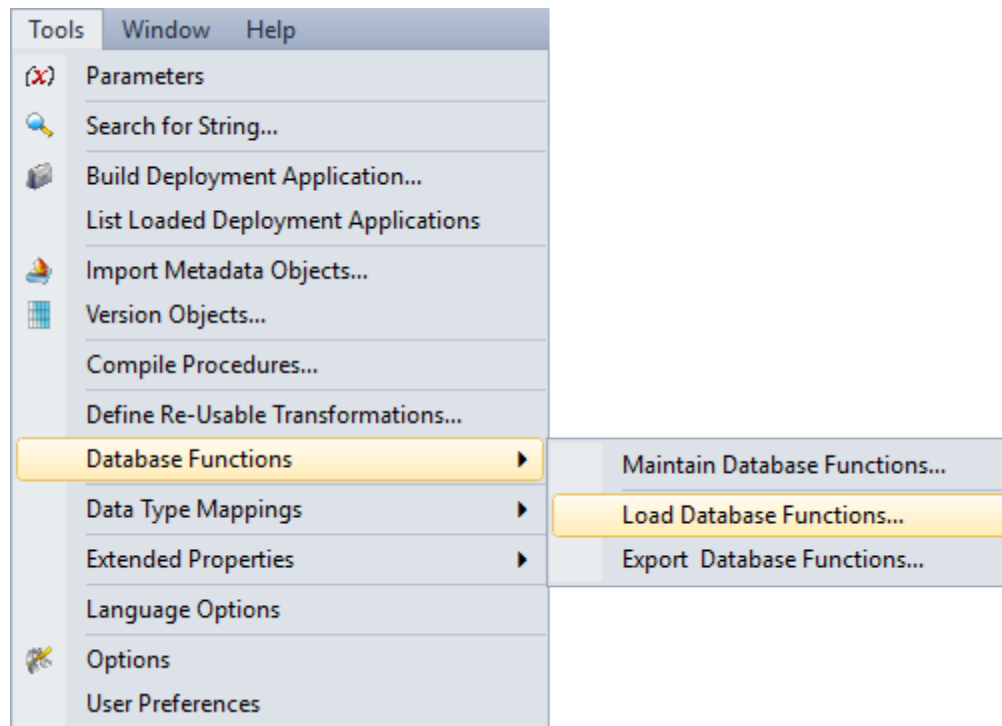 Tools Window Help
(x) Parameters
Search for String...
Build Deployment Application...
List Loaded Deployment Applications
Import Metadata Objects...
Version Objects...
Compile Procedures...
Define Re-Usable Transformations...
Database Functions
Maintain Database Functions...
Load Database Functions...
Export  Database Functions...
Data Type Mappings
Extended Properties
Language Options
Options
User Preferences